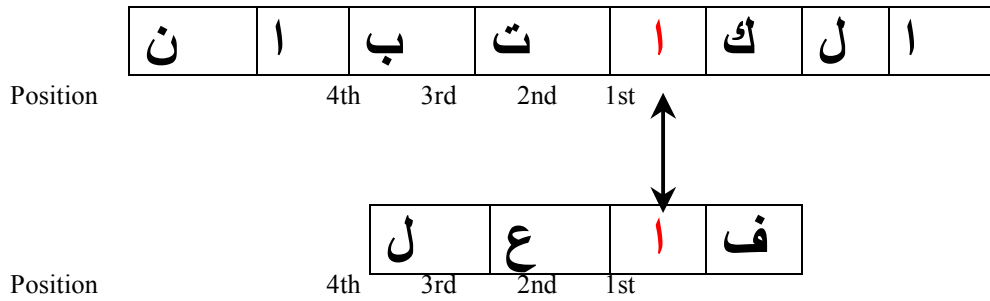 ا ل ك ا ت ب ا ن
Position 4th 3rd 2nd 1st
ف ا ع ل
Position 4th 3rd 2nd 1st